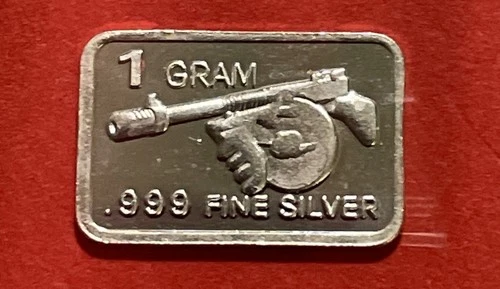 1 GRAM
.999 FINE SILVER